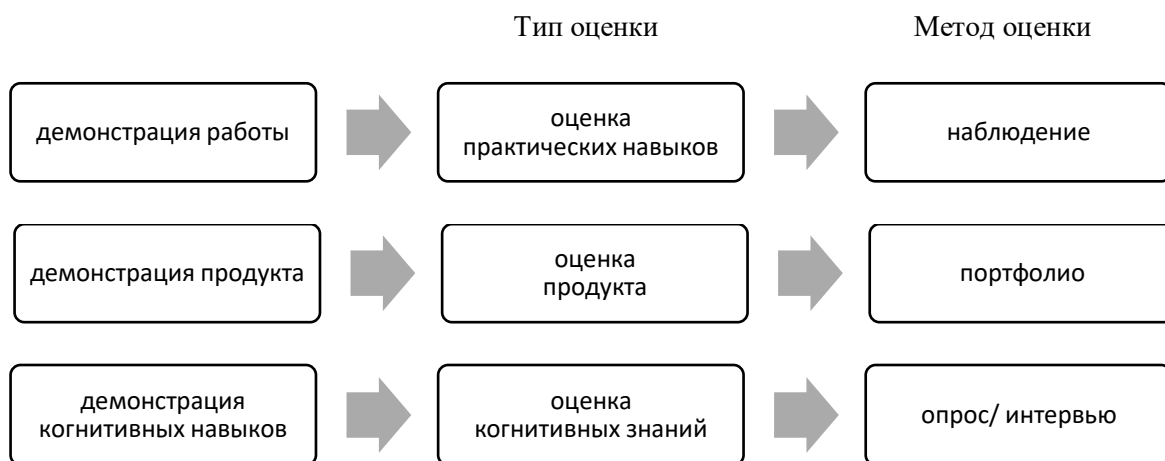 Тип оценки
Метод оценки
демонстрация работы
оценка
практических навыков
наблюдение
демонстрация продукта
оценка
продукта
портфолио
демонстрация
когнитивных навыков
оценка
когнитивных знаний
опрос/ интервью